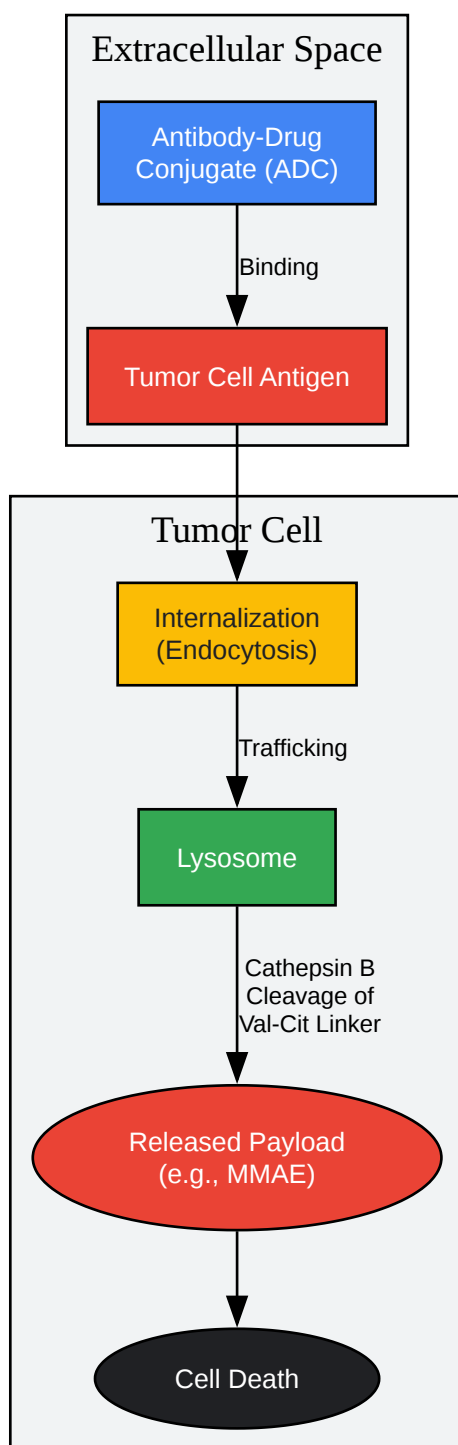 Extracellular Space
Antibody-Drug
Conjugate (ADC)
Binding
Tumor Cell Antigen
Tumor Cell
Internalization
(Endocytosis)
Trafficking
Lysosome
Cathepsin B
Cleavage of
Val-Cit Linker
Released Payload
(e.g., MMAE)
Cell Death